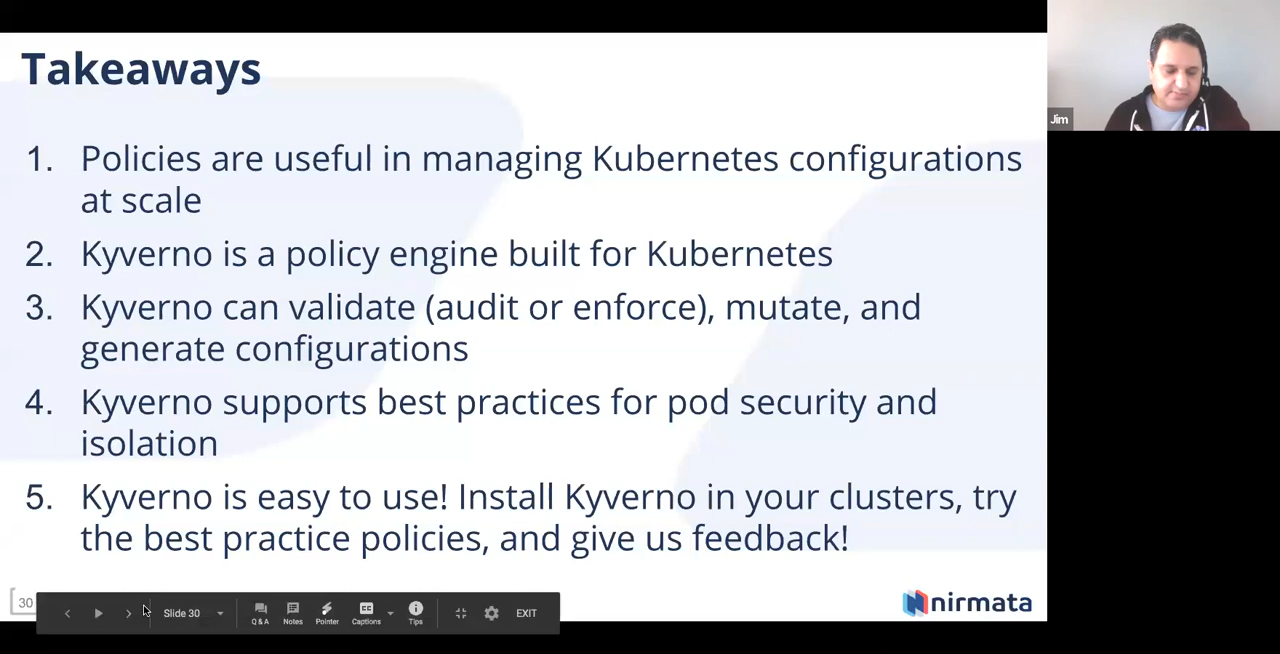 Takeaways
Jim
1. Policies are useful in managing Kubernetes configurations
at scale
2. Kyverno is a policy engine built for Kubernetes
3. Kyverno can validate (audit or enforce), mutate, and
generate configurations
4. Kyverno supports best practices for pod security and
isolation
5. Kyverno is easy to use! Install Kyverno in your clusters, try
the best practice policies, and give us feedback!
30
Slide 30
Q & A
Notes
Pointer
Captions
Tips
EXIT
nirmata